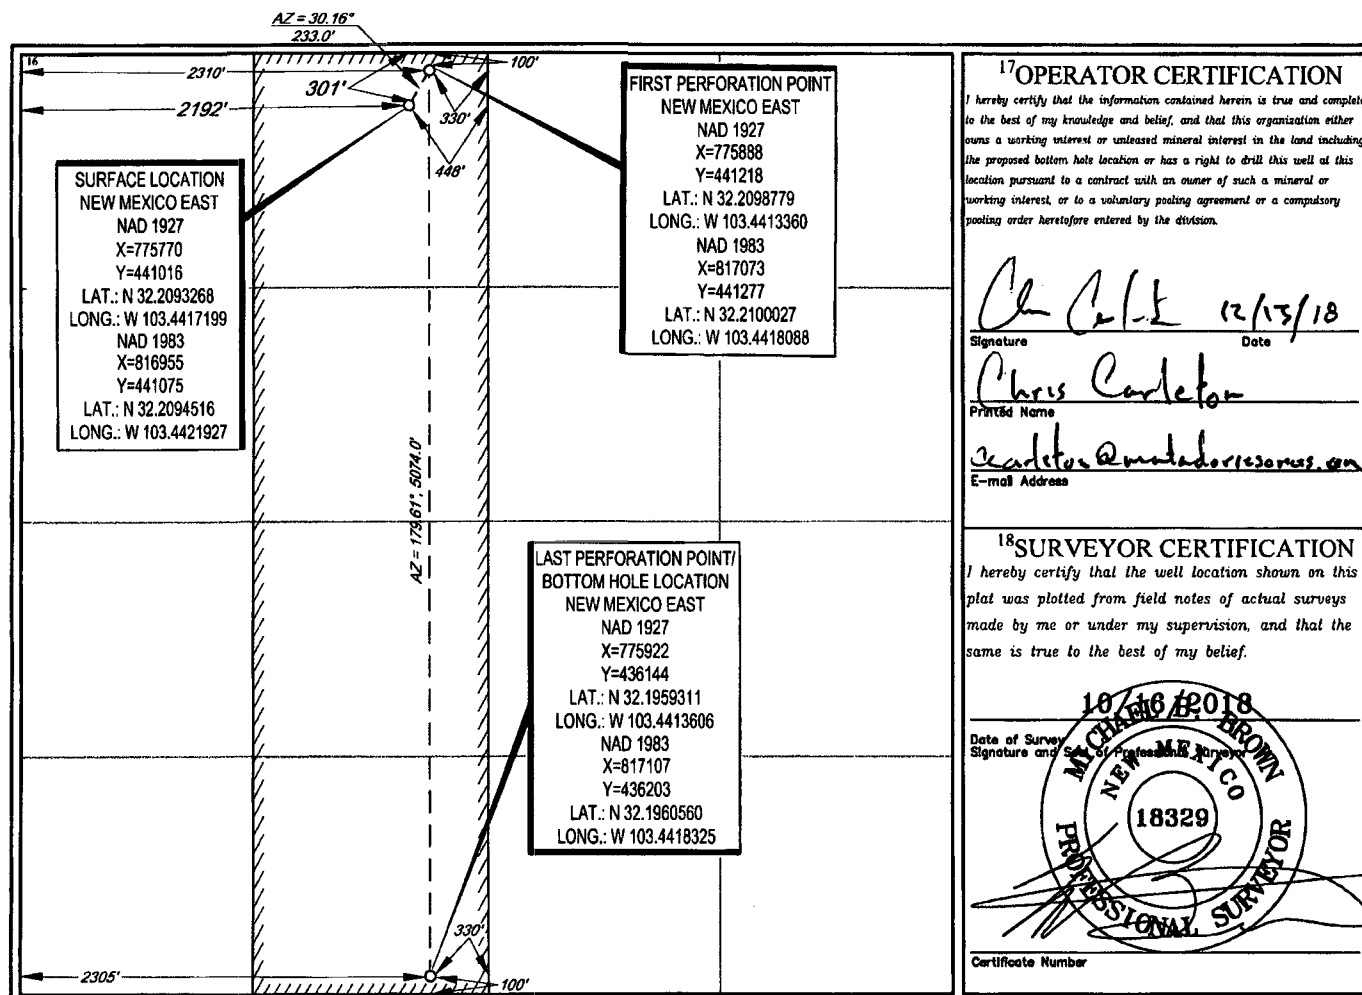 AZ = 30.16°
233.0'
16
2310'
100'
301'
2192'
330'
448'
SURFACE LOCATION
NEW MEXICO EAST
NAD 1927
X=775770
Y=441016
LAT.: N 32.2093268
LONG.: W 103.4417199
NAD 1983
X=816955
Y=441075
LAT.: N 32.2094516
LONG.: W 103.4421927
FIRST PERFORATION POINT
NEW MEXICO EAST
NAD 1927
X=775888
Y=441218
LAT.: N 32.2098779
LONG.: W 103.4413360
NAD 1983
X=817073
Y=441277
LAT.: N 32.2100027
LONG.: W 103.4418088
AZ = 179.61°, 5074.0'
LAST PERFORATION POINT/
BOTTOM HOLE LOCATION
NEW MEXICO EAST
NAD 1927
X=775922
Y=436144
LAT.: N 32.1959311
LONG.: W 103.4413606
NAD 1983
X=817107
Y=436203
LAT.: N 32.1960560
LONG.: W 103.4418325
330'
2305'
100'
17OPERATOR CERTIFICATION
I hereby certify that the information contained herein is true and complete
to the best of my knowledge and belief, and that this organization either
owns a working interest or unleased mineral interest in the land including
the proposed bottom hole location or has a right to drill this well at this
location pursuant to a contract with an owner of such a mineral or
working interest, or to a voluntary pooling agreement or a compulsory
pooling order heretofore entered by the division.
12/13/18
Signature Date
Chris Carleton
Printed Name
ccarleton@matadorresources.com
E-mail Address
18SURVEYOR CERTIFICATION
I hereby certify that the well location shown on this
plat was plotted from field notes of actual surveys
made by me or under my supervision, and that the
same is true to the best of my belief.
10/16/2018
Date of Survey
Signature and Seal of Professional Surveyor
MICHAEL B. BROWN
NEW MEXICO
18329
PROFESSIONAL SURVEYOR
Certificate Number